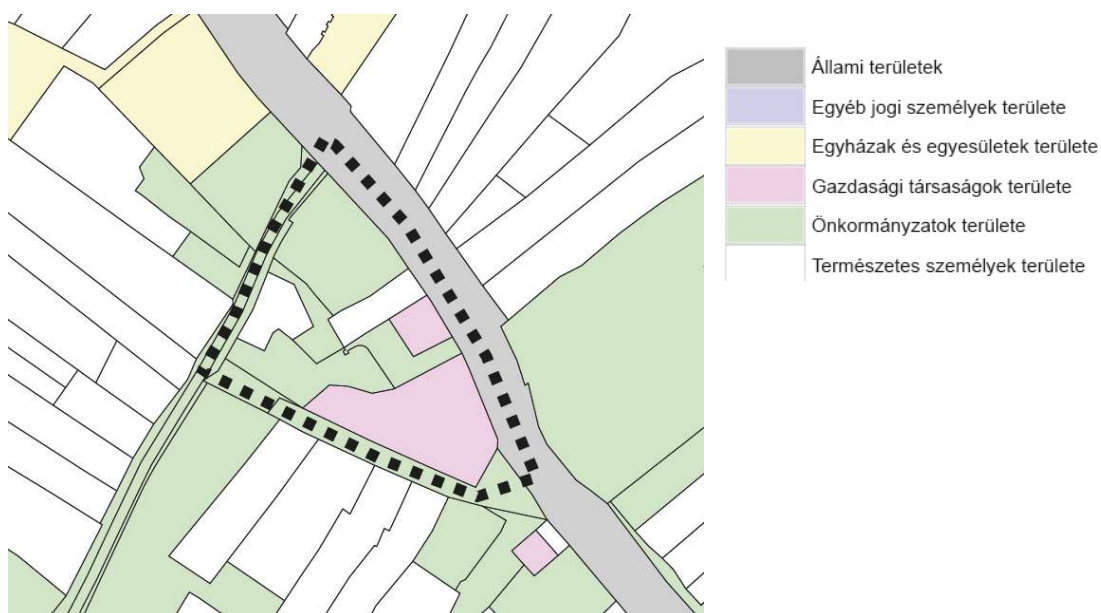 Állami területek
Egyéb jogi személyek területe
Egyházak és egyesületek területe
Gazdasági társaságok területe
Önkormányzatok területe
Természetes személyek területe